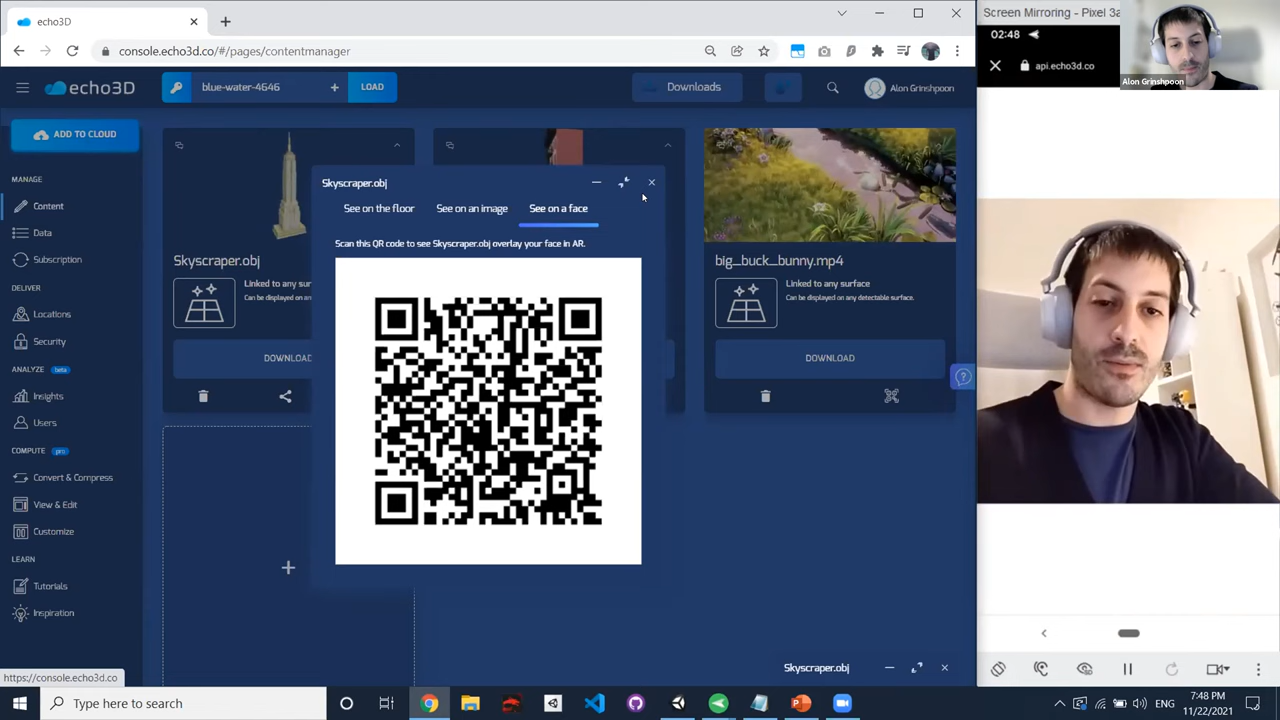 echo3D
Screen Mirroring - Pixel 3a
console.echo3d.co/#/pages/contentmanager
02:48
api.echo3d.co
Alon Grinshpoon
echo3D
blue-water-4646
+
LOAD
Downloads
Alon Grinshpoon
ADD TO CLOUD
MANAGE
Content
Data
Subscription
DELIVER
Locations
Security
ANALYZE beta
Insights
Users
COMPUTE pro
Convert & Compress
View & Edit
Customize
LEARN
Tutorials
Inspiration
https://console.echo3d.co
Skyscraper.obj
Linked to any sur
Can be displayed on an
DOWNLOAD
Skyscraper.obj
See on the floor
See on an image
See on a face
Scan this QR code to see Skyscraper.obj overlay your face in AR.
big_buck_bunny.mp4
Linked to any surface
Can be displayed on any detectable surface.
DOWNLOAD
Skyscraper.obj
Type here to search
ENG
7:48 PM
11/22/2021